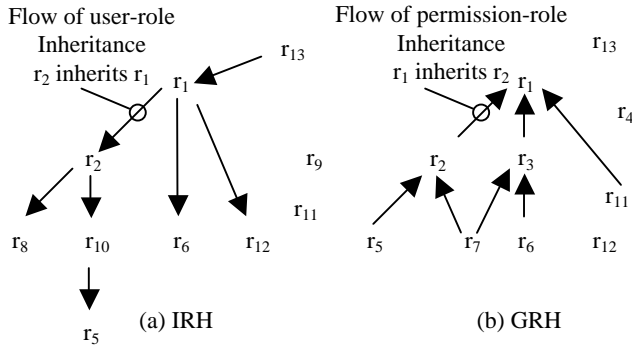 Flow of user-role
Inheritance
r2 inherits r1
r13
r1
r2
r9
r11
r8
r10
r6
r12
r5
(a) IRH
Flow of permission-role
Inheritance
r1 inherits r2
r13
r1
r4
r2
r3
r11
r5
r7
r6
r12
(b) GRH